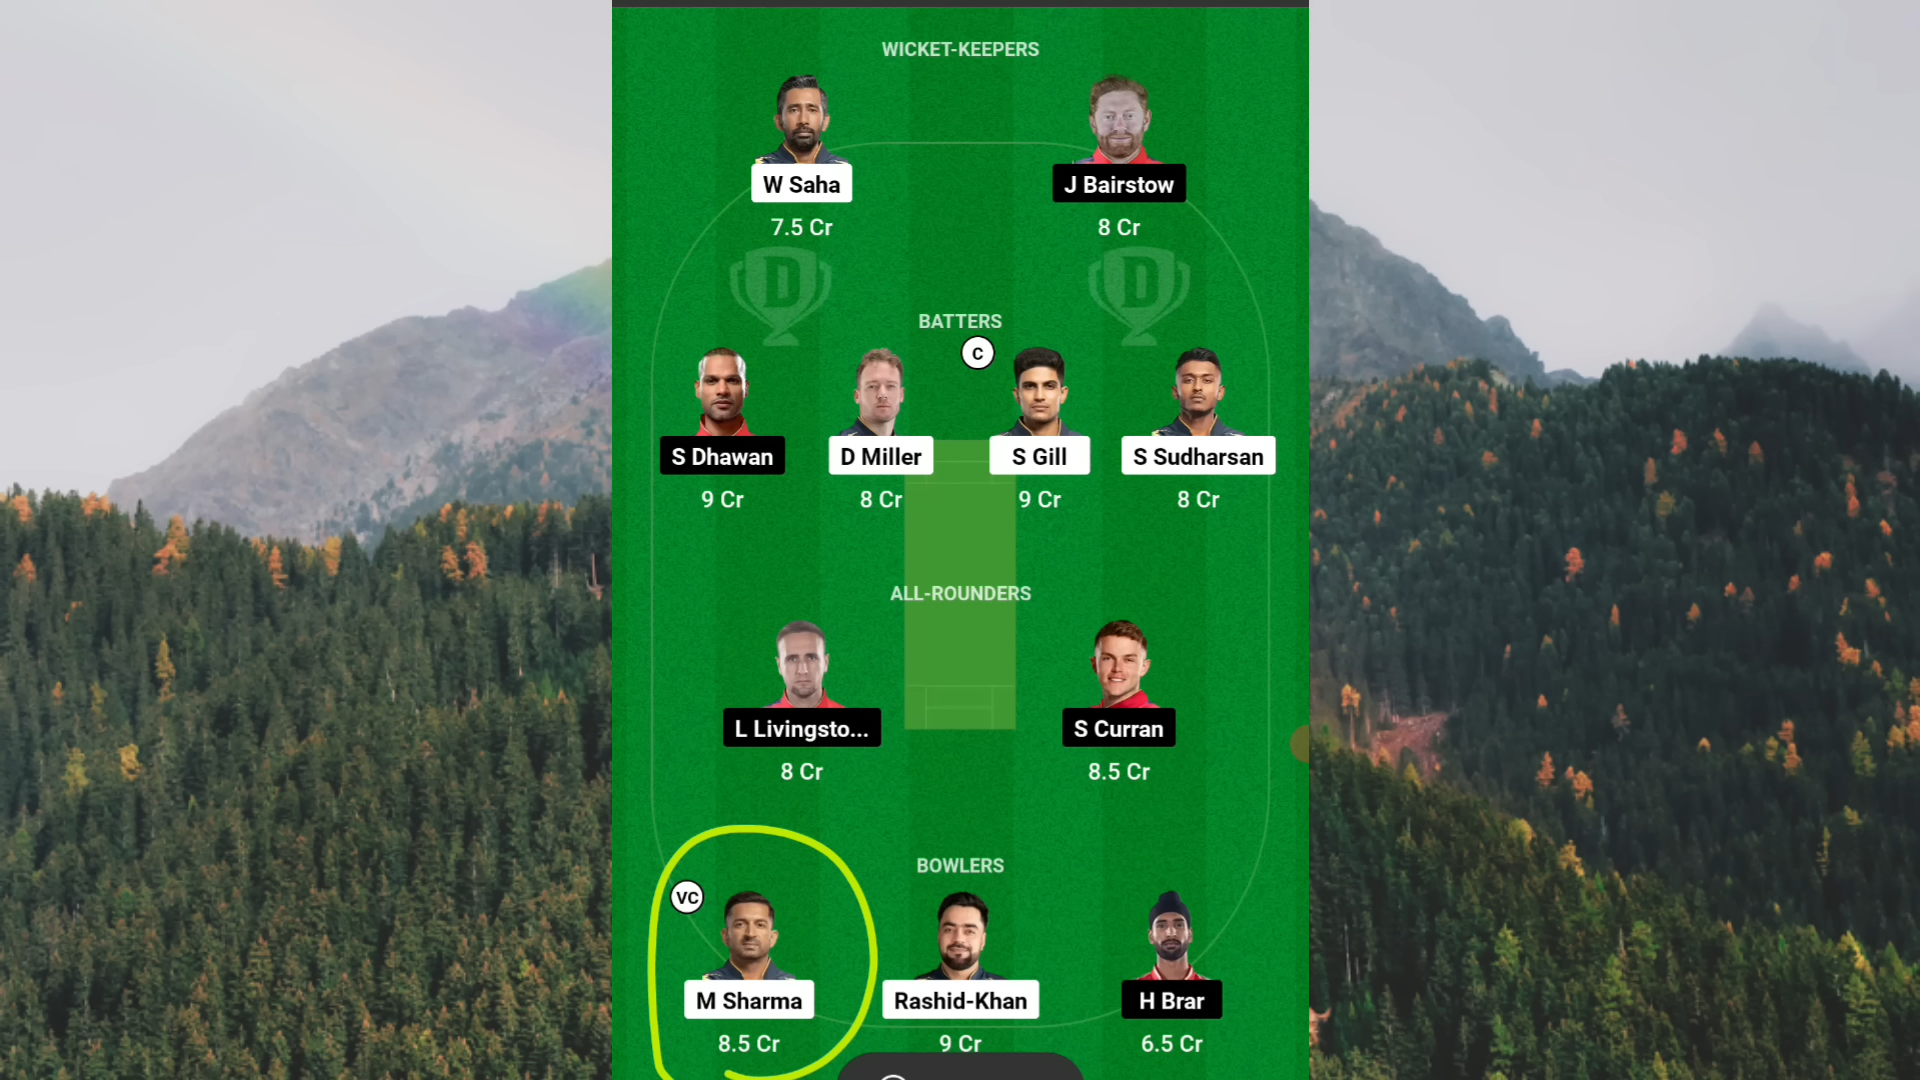 WICKET-KEEPERS
W Saha
J Bairstow
7.5 Cr
8 Cr
D
D
BATTERS
C
S Dhawan
D Miller
S Gill
S Sudharsan
9 Cr
8 Cr
9 Cr
8 Cr
ALL-ROUNDERS
L Livingsto...
S Curran
8 Cr
8.5 Cr
BOWLERS
VC
M Sharma
Rashid-Khan
H Brar
8.5 Cr
9 Cr
6.5 Cr